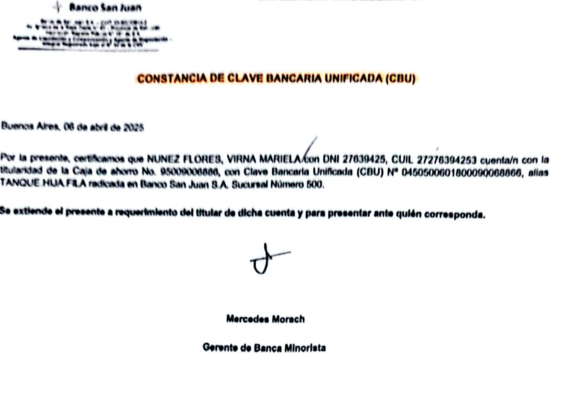 Banco San Juan
CONSTANCIA DE CLAVE BANCARIA UNIFICADA (CBU)
Buenos Aires, 06 de abril de 2025
Por la presente, certificamos que NUNEZ FLORES, VIRNA MARIELA con DNI 27639425, CUIL 27276394253 cuenta/n con la
titularidad de la Caja de ahorro No. 95009006866, con Clave Bancaria Unificada (CBU) Nº 0450500601800090068866, alias
TANQUE.HIJA.FILA radicada en Banco San Juan S.A. Sucursal Número 500.
Se extiende el presente a requerimiento del titular de dicha cuenta y para presentar ante quién corresponda.
Mercedes Morach
Gerente de Banca Minorista